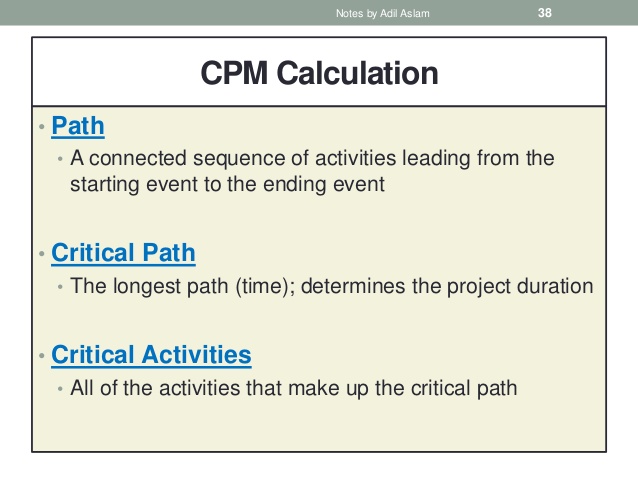 Notes by Adil Aslam 38
CPM Calculation
• Path
• A connected sequence of activities leading from the
starting event to the ending event
• Critical Path
• The longest path (time); determines the project duration
• Critical Activities
• All of the activities that make up the critical path